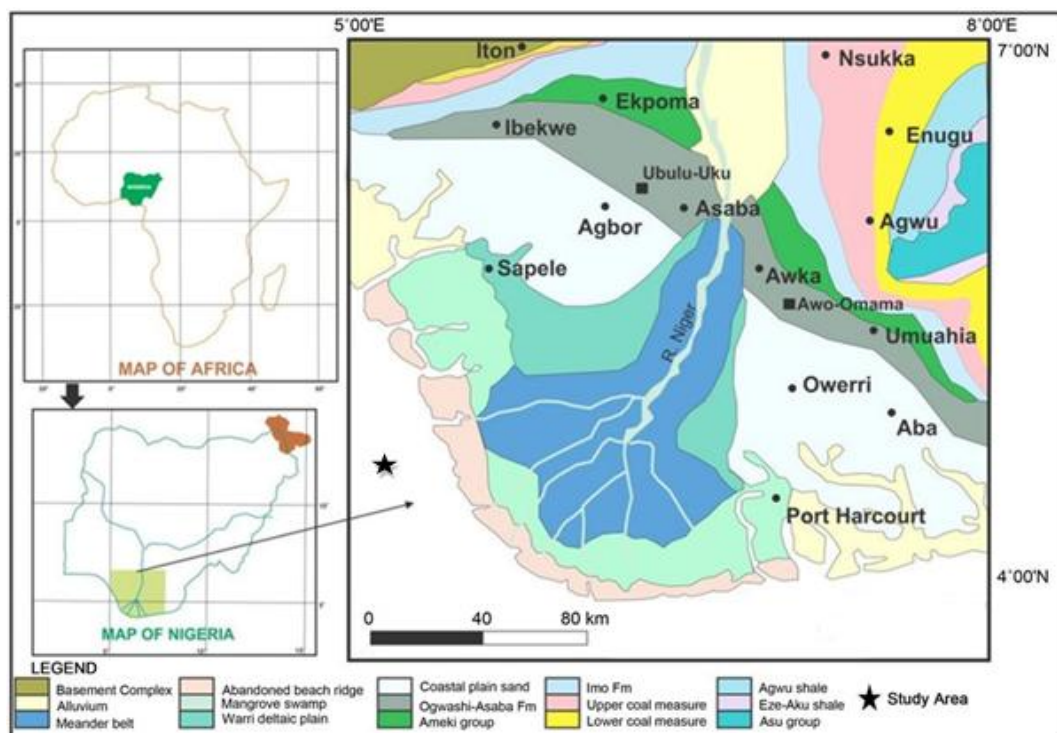 5°00'E
8°00'E
7°00'N
4°00'N
NIGERIA
MAP OF AFRICA
MAP OF NIGERIA
Iton
Nsukka
Ekpoma
Ibekwe
Enugu
Ubulu-Uku
Agbor
Asaba
Agwu
Sapele
Awka
Awo-Omama
R. Niger
Umuahia
Owerri
Aba
Port Harcourt
0 40 80 km
LEGEND
Basement Complex
Alluvium
Meander belt
Abandoned beach ridge
Mangrove swamp
Warri deltaic plain
Coastal plain sand
Ogwashi-Asaba Fm
Ameki group
Imo Fm
Upper coal measure
Lower coal measure
Agwu shale
Eze-Aku shale
Asu group
Study Area